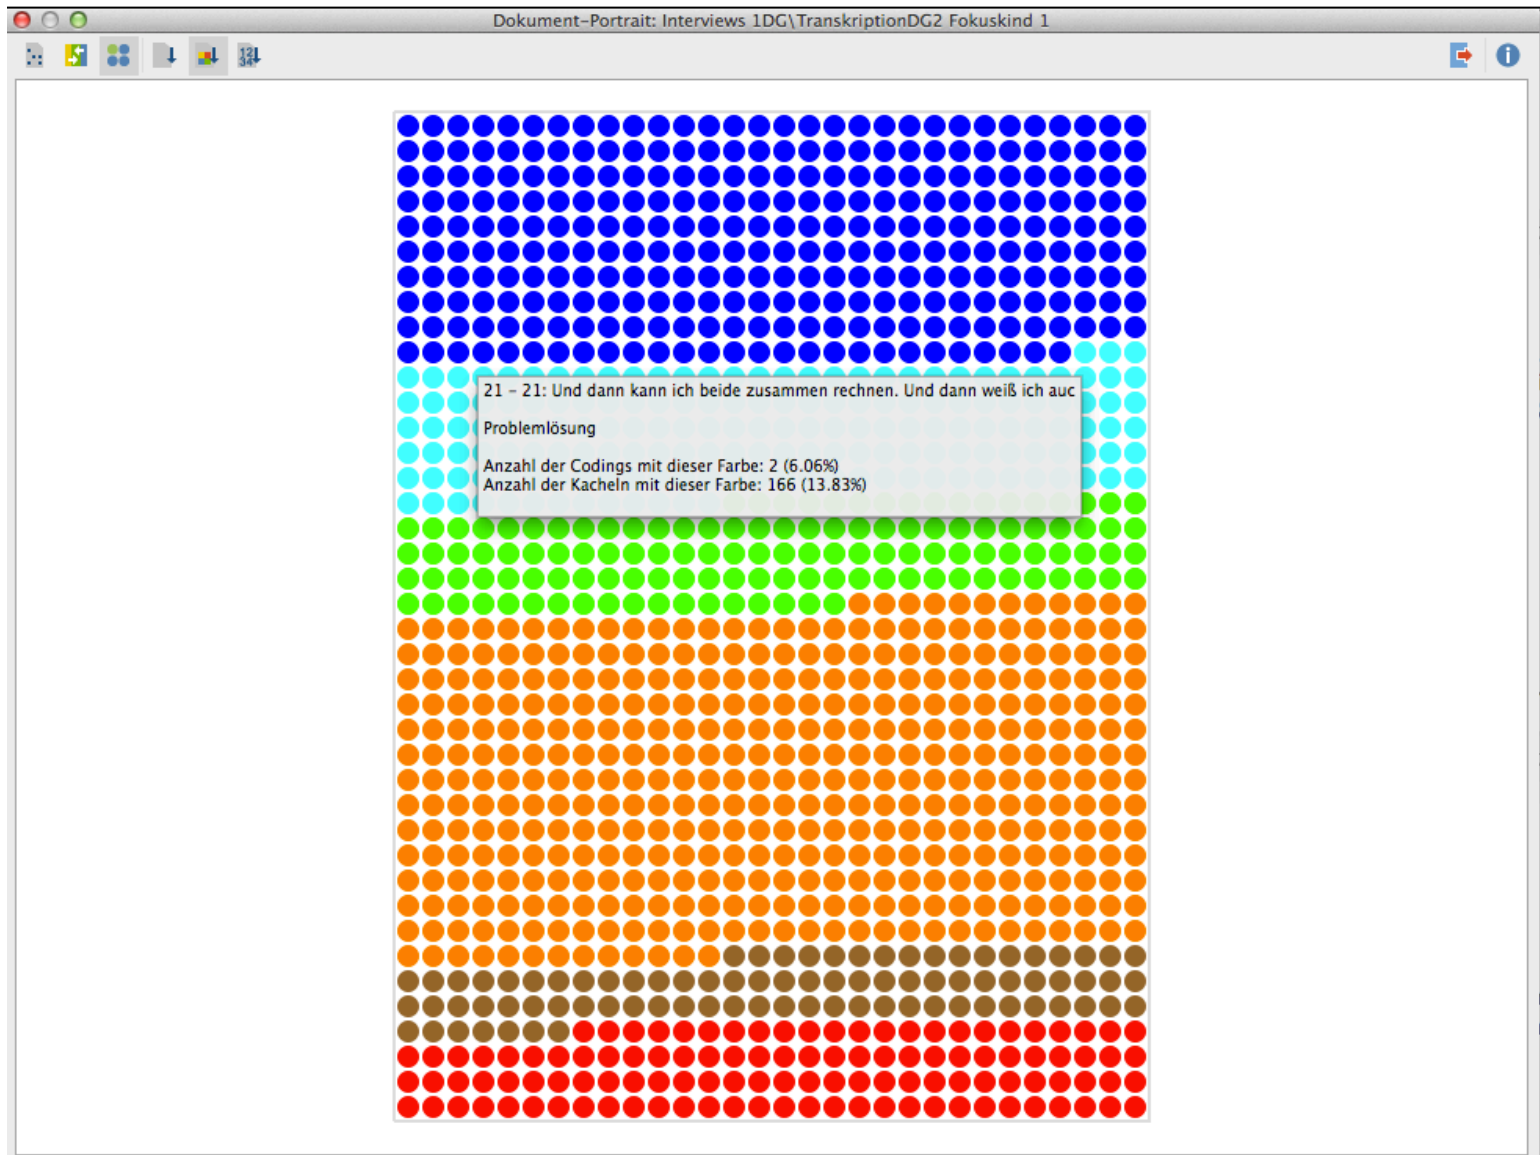 Dokument-Portrait: Interviews 1DG\TranskriptionDG2 Fokuskind 1
12
34
i
21 - 21: Und dann kann ich beide zusammen rechnen. Und dann weiß ich auc
Problemlösung
Anzahl der Codings mit dieser Farbe: 2 (6.06%)
Anzahl der Kacheln mit dieser Farbe: 166 (13.83%)